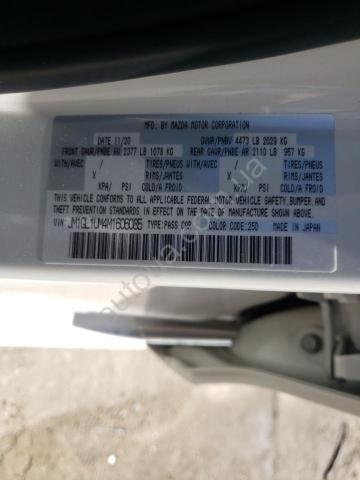 MFD. BY MAZDA MOTOR CORPORATION
DATE 11/20 GVWR/PNBV 4473 LB 2029 KG
FRONT GAWR/PNBE AV 2377 LB 1078 KG REAR GAWR/PNBE AR 2110 LB 957 KG
WITH/AVEC TIRES/PNEUS WITH/AVEC TIRES/PNEUS
X RIMS/JANTES X RIMS/JANTES
KPA/ PSI COLD/A FROID KPA/ PSI COLD/A FROID
THIS VEHICLE CONFORMS TO ALL APPLICABLE FEDERAL MOTOR VEHICLE SAFETY, BUMPER, AND
THEFT PREVENTION STANDARDS IN EFFECT ON THE DATE OF MANUFACTURE SHOWN ABOVE.
VIN: JM1GL1UM4M1606085 TYPE: PASS CAR COLOR CODE: 25D MADE IN JAPAN